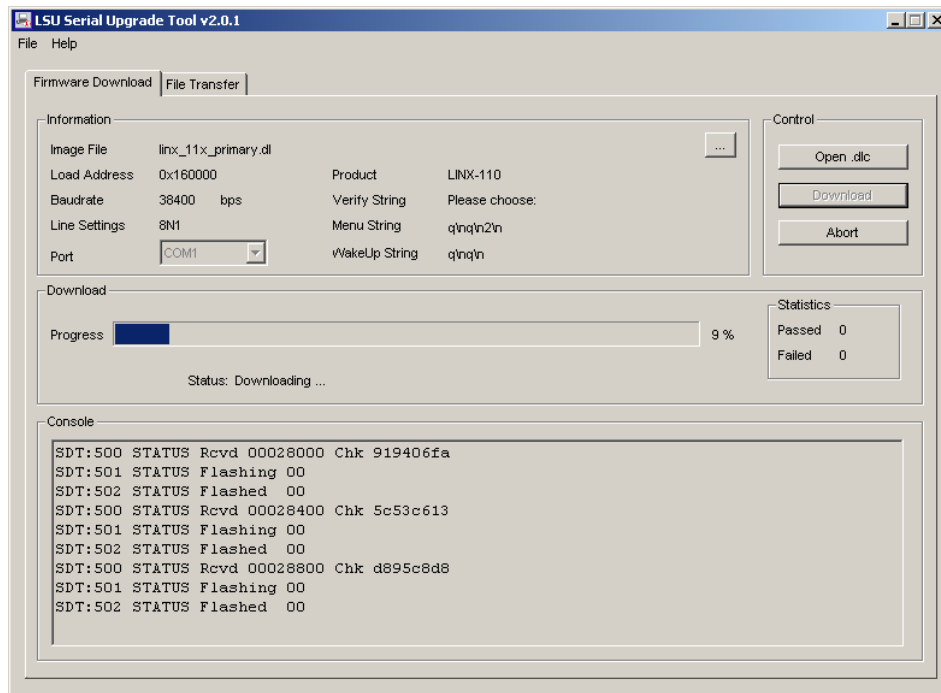 LSU Serial Upgrade Tool v2.0.1
File Help
Firmware Download File Transfer
Information
Image File linx_11x_primary.dl ...
Load Address 0x160000 Product LINX-110
Baudrate 38400 bps Verify String Please choose:
Line Settings 8N1 Menu String q\nq\n2\n
Port COM1 WakeUp String q\nq\n
Control
Open .dlc
Download
Abort
Download
Progress 9 %
Status: Downloading ...
Statistics
Passed 0
Failed 0
Console
SDT:500 STATUS Rcvd 00028000 Chk 919406fa
SDT:501 STATUS Flashing 00
SDT:502 STATUS Flashed 00
SDT:500 STATUS Rcvd 00028400 Chk 5c53c613
SDT:501 STATUS Flashing 00
SDT:502 STATUS Flashed 00
SDT:500 STATUS Rcvd 00028800 Chk d895c8d8
SDT:501 STATUS Flashing 00
SDT:502 STATUS Flashed 00